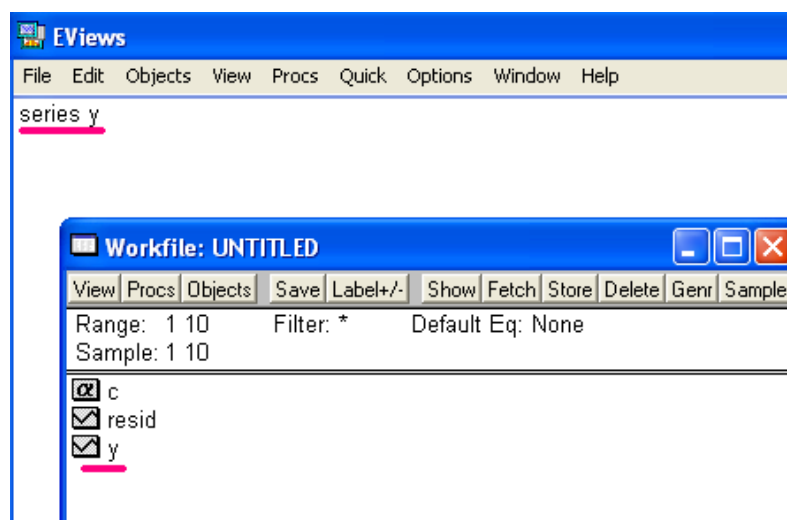 EViews
File Edit Objects View Procs Quick Options Window Help
series y
Workfile: UNTITLED
View Procs Objects Save Label+/- Show Fetch Store Delete Genr Sample
Range: 1 10 Filter: * Default Eq: None
Sample: 1 10
α c
resid
y